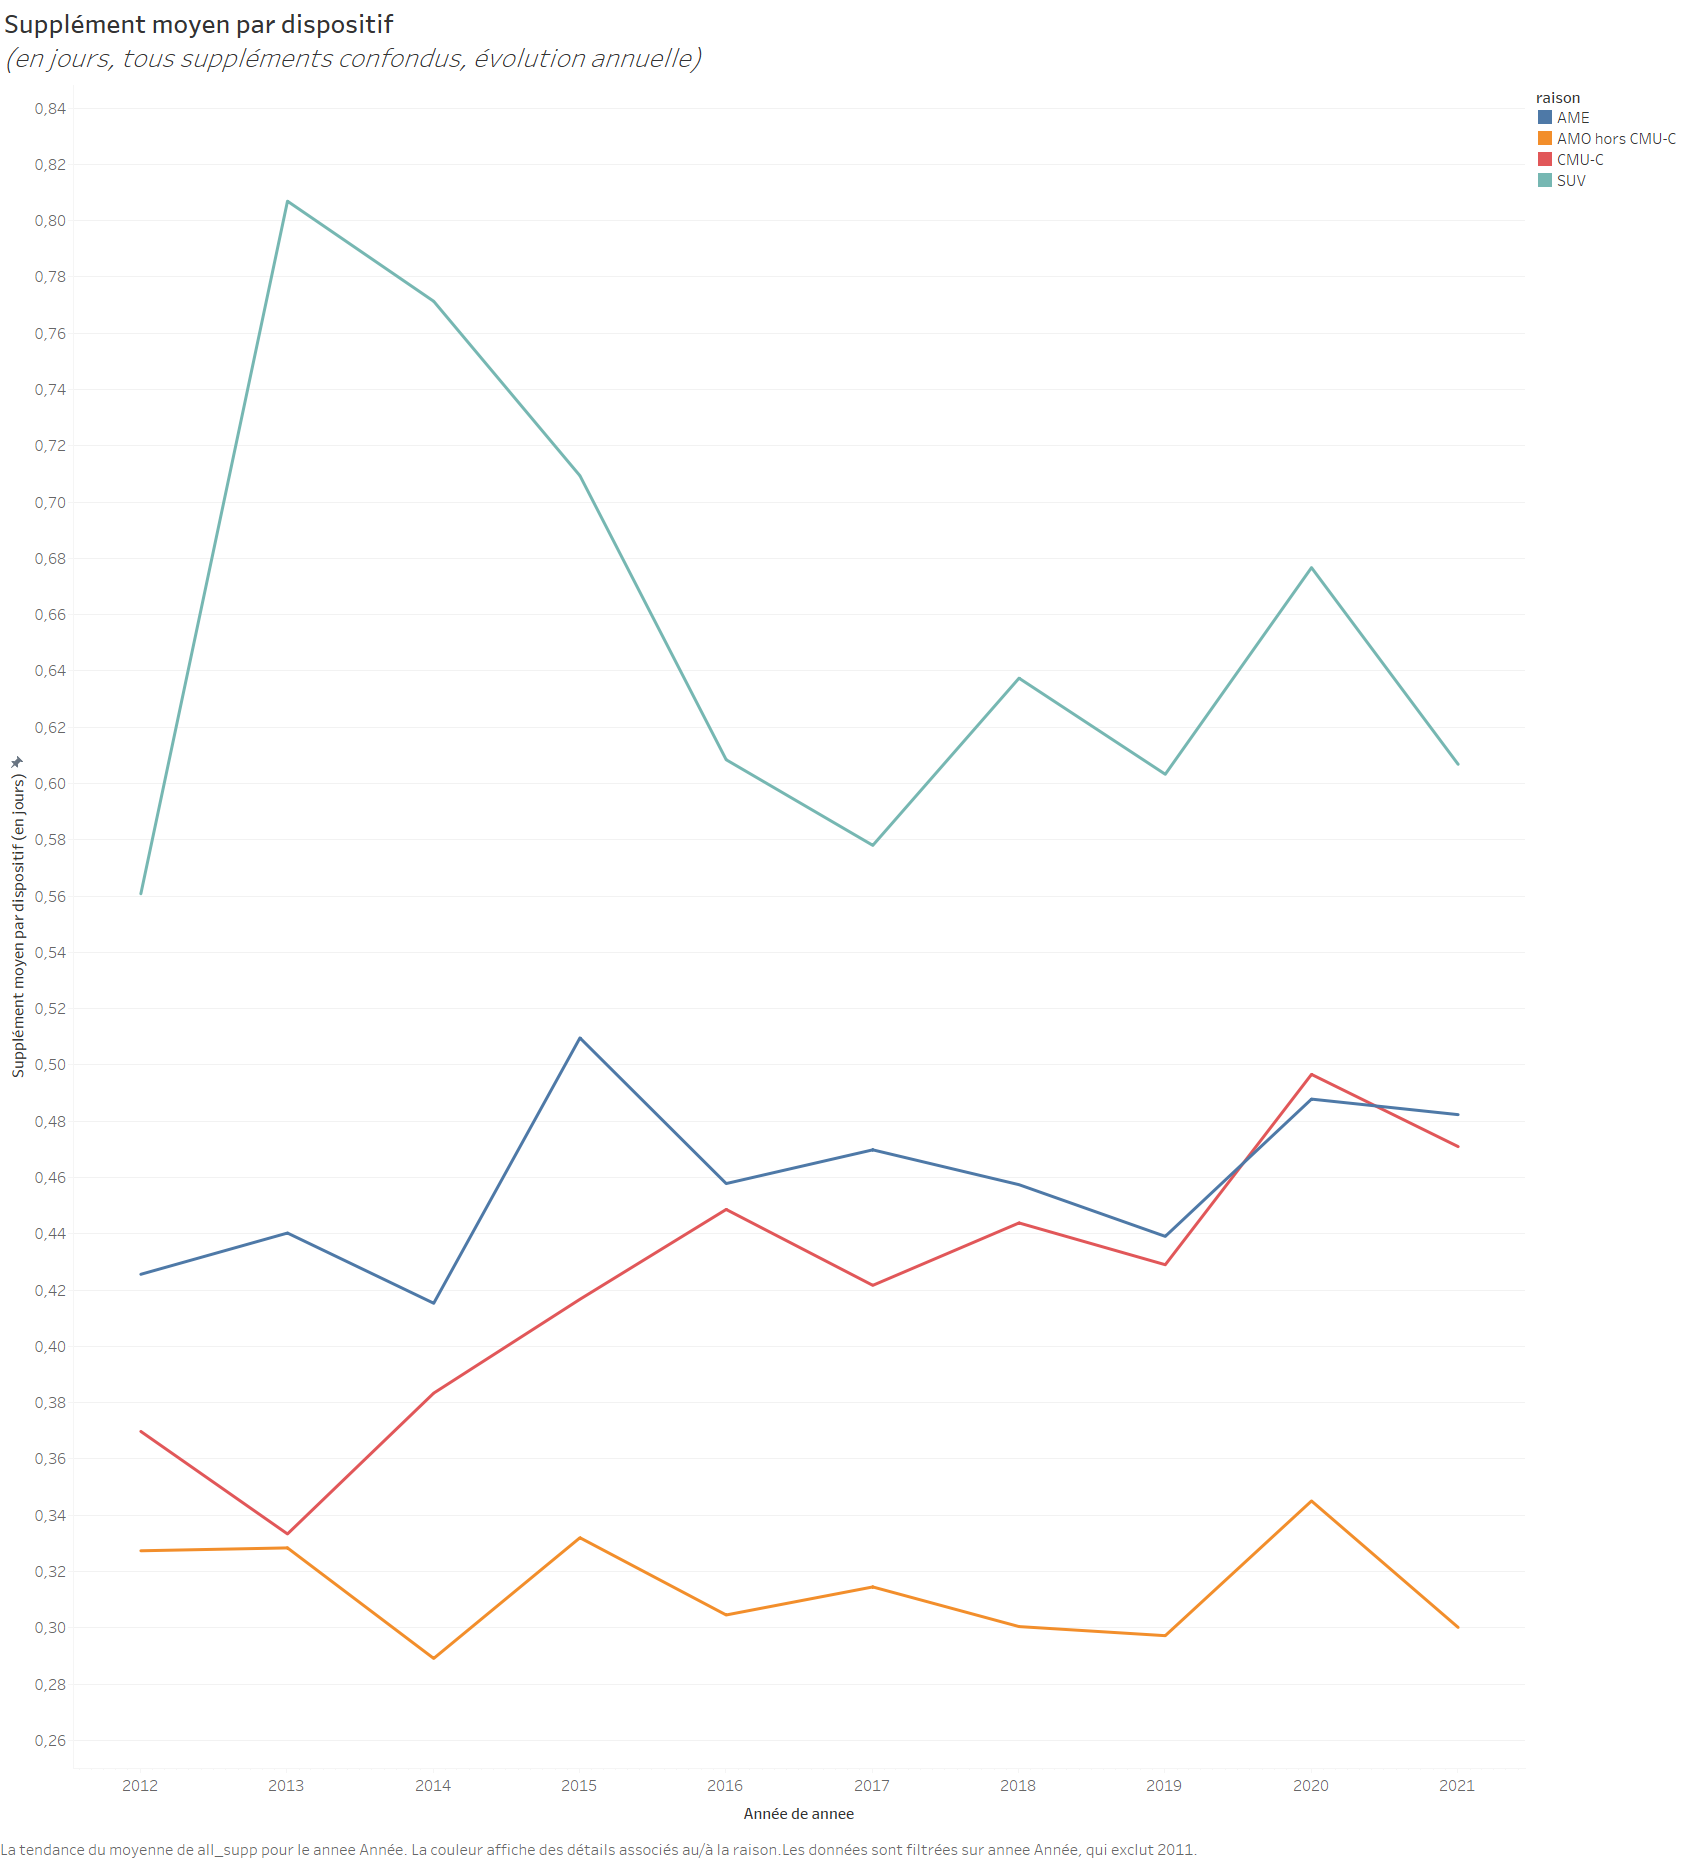 Supplément moyen par dispositif
(en jours, tous suppléments confondus, évolution annuelle)
raison
AME
AMO hors CMU-C
CMU-C
SUV
Supplément moyen par dispositif (en jours)
0,84
0,82
0,80
0,78
0,76
0,74
0,72
0,70
0,68
0,66
0,64
0,62
0,60
0,58
0,56
0,54
0,52
0,50
0,48
0,46
0,44
0,42
0,40
0,38
0,36
0,34
0,32
0,30
0,28
0,26
2012 2013 2014 2015 2016 2017 2018 2019 2020 2021
Année de annee
La tendance du moyenne de all_supp pour le annee Année. La couleur affiche des détails associés au/à la raison.Les données sont filtrées sur annee Année, qui exclut 2011.